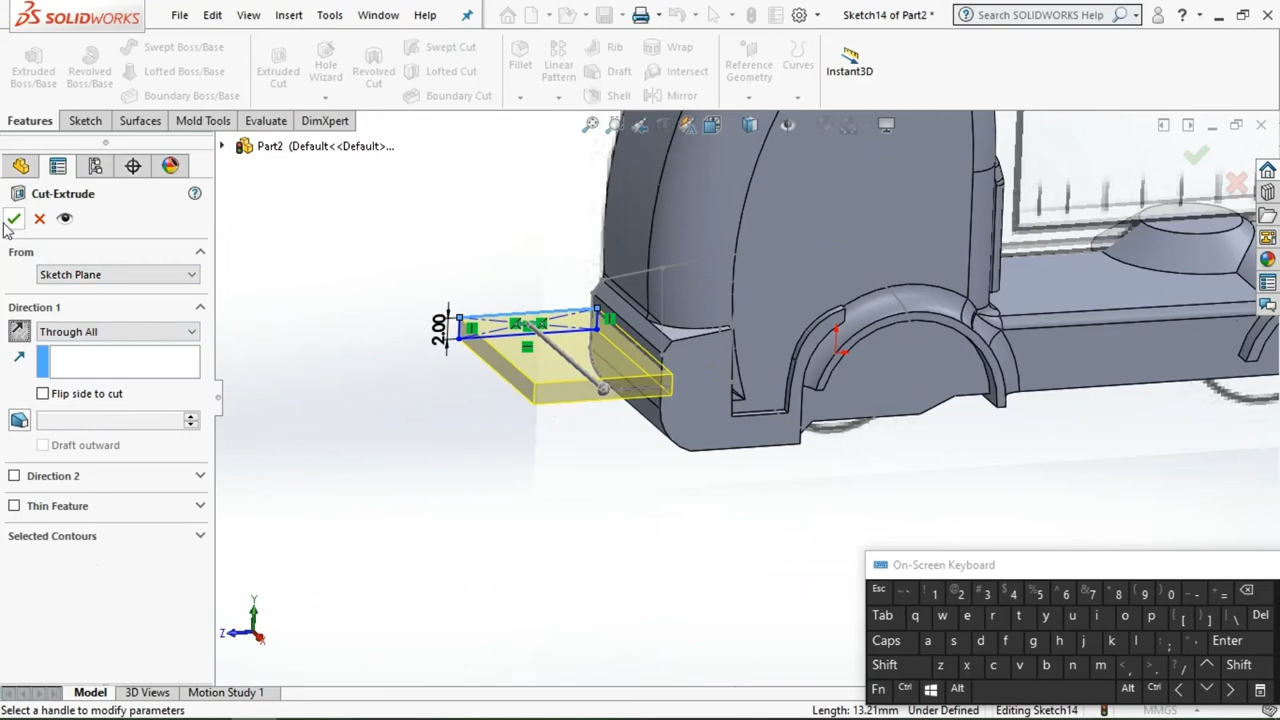 SOLIDWORKS File Edit View Insert Tools Window Help Sketch14 of Part2 * Search SOLIDWORKS Help
Extruded Boss/Base Revolved Boss/Base Swept Boss/Base Lofted Boss/Base Boundary Boss/Base Extruded Cut Hole Wizard Revolved Cut Swept Cut Lofted Cut Boundary Cut Fillet Linear Pattern Rib Draft Shell Wrap Intersect Mirror Reference Geometry Curves Instant3D
Features Sketch Surfaces Mold Tools Evaluate DimXpert
Part2 (Default<<Default>...
Cut-Extrude
From
Sketch Plane
Direction 1
Through All
Flip side to cut
Draft outward
Direction 2
Thin Feature
Selected Contours
2.00
Y
Z
X
On-Screen Keyboard
Esc ~ ` ! 1 @ 2 # 3 $ 4 % 5 ^ 6 & 7 * 8 ( 9 ) 0 _ - + =
Tab q w e r t y u i o p { [ } ] | \ Del
Caps a s d f g h j k l : ; " ' Enter
Shift z x c v b n m < , > . ? / Shift
Fn Ctrl Alt Alt Ctrl
Model 3D Views Motion Study 1
Select a handle to modify parameters Length: 13.21mm Under Defined Editing Sketch14 MMGS